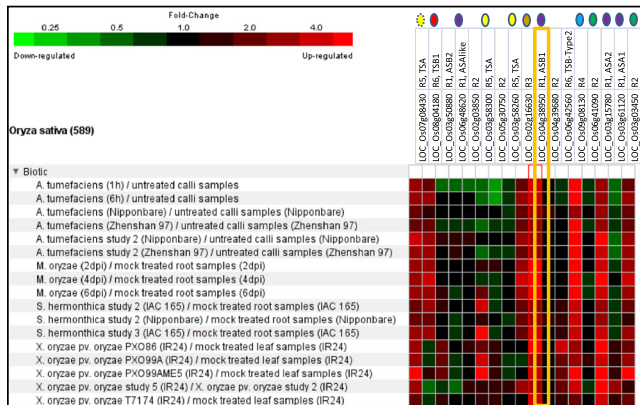 Fold-Change
0.25 0.5 1.0 2.0 4.0
Down-regulated Up-regulated
Oryza sativa (589)
LOC_Os07g08430 R5, TSA
LOC_Os08g04180 R6, TSB1
LOC_Os03g50880 R1, ASB2
LOC_Os06g48620 R1, ASAlike
LOC_Os02g03850 R2
LOC_Os03g58300 R5, TSA
LOC_Os05g30750 R2
LOC_Os03g58260 R5, TSA
LOC_Os02g16630 R3
LOC_Os04g38950 R1, ASB1
LOC_Os04g39680 R2
LOC_Os06g42560 R6, TSB-Type2
LOC_Os09g08130 R4
LOC_Os06g41090 R2
LOC_Os03g15780 R1, ASA2
LOC_Os03g61120 R1, ASA1
LOC_Os03g03450 R2
▼ Biotic
A. tumefaciens (1h) / untreated calli samples
A. tumefaciens (6h) / untreated calli samples
A. tumefaciens (Nipponbare) / untreated calli samples (Nipponbare)
A. tumefaciens (Zhenshan 97) / untreated calli samples (Zhenshan 97)
A. tumefaciens study 2 (Nipponbare) / untreated calli samples (Nipponbare)
A. tumefaciens study 2 (Zhenshan 97) / untreated calli samples (Zhenshan 97)
M. oryzae (2dpi) / mock treated root samples (2dpi)
M. oryzae (4dpi) / mock treated root samples (4dpi)
M. oryzae (6dpi) / mock treated root samples (6dpi)
S. hermonthica study 2 (IAC 165) / mock treated root samples (IAC 165)
S. hermonthica study 2 (Nipponbare) / mock treated root samples (Nipponbare)
S. hermonthica study 3 (IAC 165) / mock treated root samples (IAC 165)
X. oryzae pv. oryzae PXO86 (IR24) / mock treated leaf samples (IR24)
X. oryzae pv. oryzae PXO99A (IR24) / mock treated leaf samples (IR24)
X. oryzae pv. oryzae PXO99AME5 (IR24) / mock treated leaf samples (IR24)
X. oryzae pv. oryzae study 5 (IR24) / X. oryzae pv. oryzae study 2 (IR24)
X. oryzae pv. oryzae T7174 (IR24) / mock treated leaf samples (IR24)